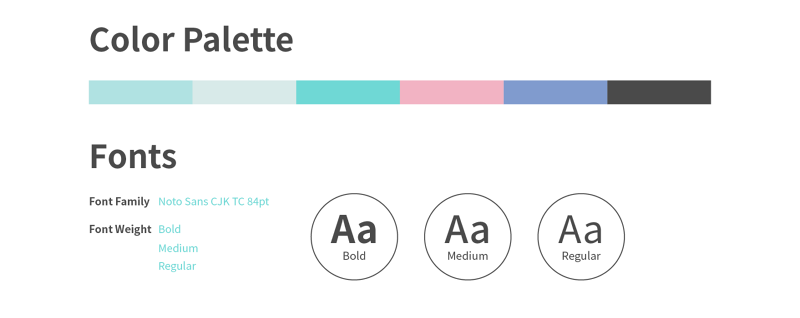 Color Palette
Fonts
Font Family Noto Sans CJK TC 84pt
Font Weight Bold
Medium
Regular
Aa Aa Aa
Bold Medium Regular